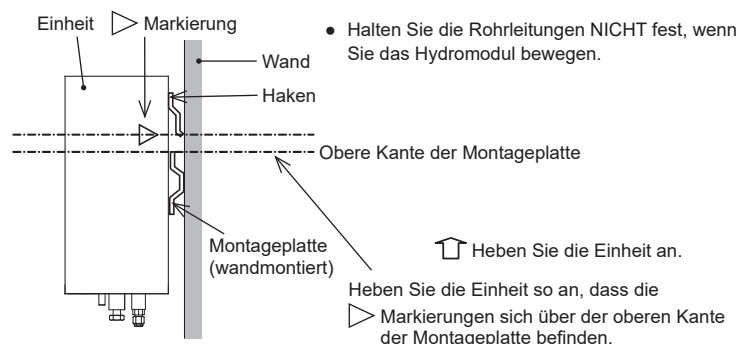 Einheit
Markierung
Wand
Haken
Obere Kante der Montageplatte
Montageplatte
(wandmontiert)
• Halten Sie die Rohrleitungen NICHT fest, wenn
Sie das Hydromodul bewegen.
Heben Sie die Einheit an.
Heben Sie die Einheit so an, dass die
Markierungen sich über der oberen Kante
der Montageplatte befinden.